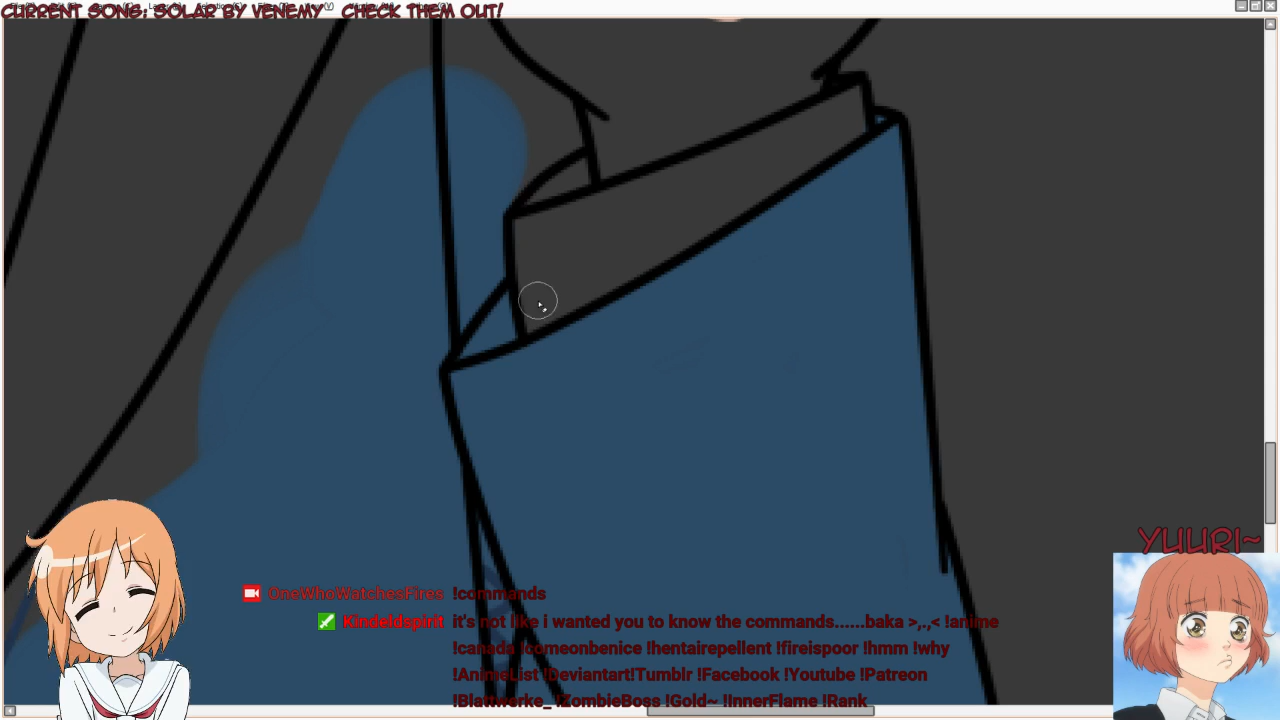 CURRENT SONG: SOLAR BY VENEMY CHECK THEM OUT!
YUURI~
OneWhoWatchesFires !commands
Kindeldspirit it's not like i wanted you to know the commands......baka >,.,< !anime
!canada !comeonbenice !hentairepellent !fireispoor !hmm !why
!AnimeList !Deviantart!Tumblr !Facebook !Youtube !Patreon
!Blattwerke_ !ZombieBoss !Gold~ !InnerFlame !Rank